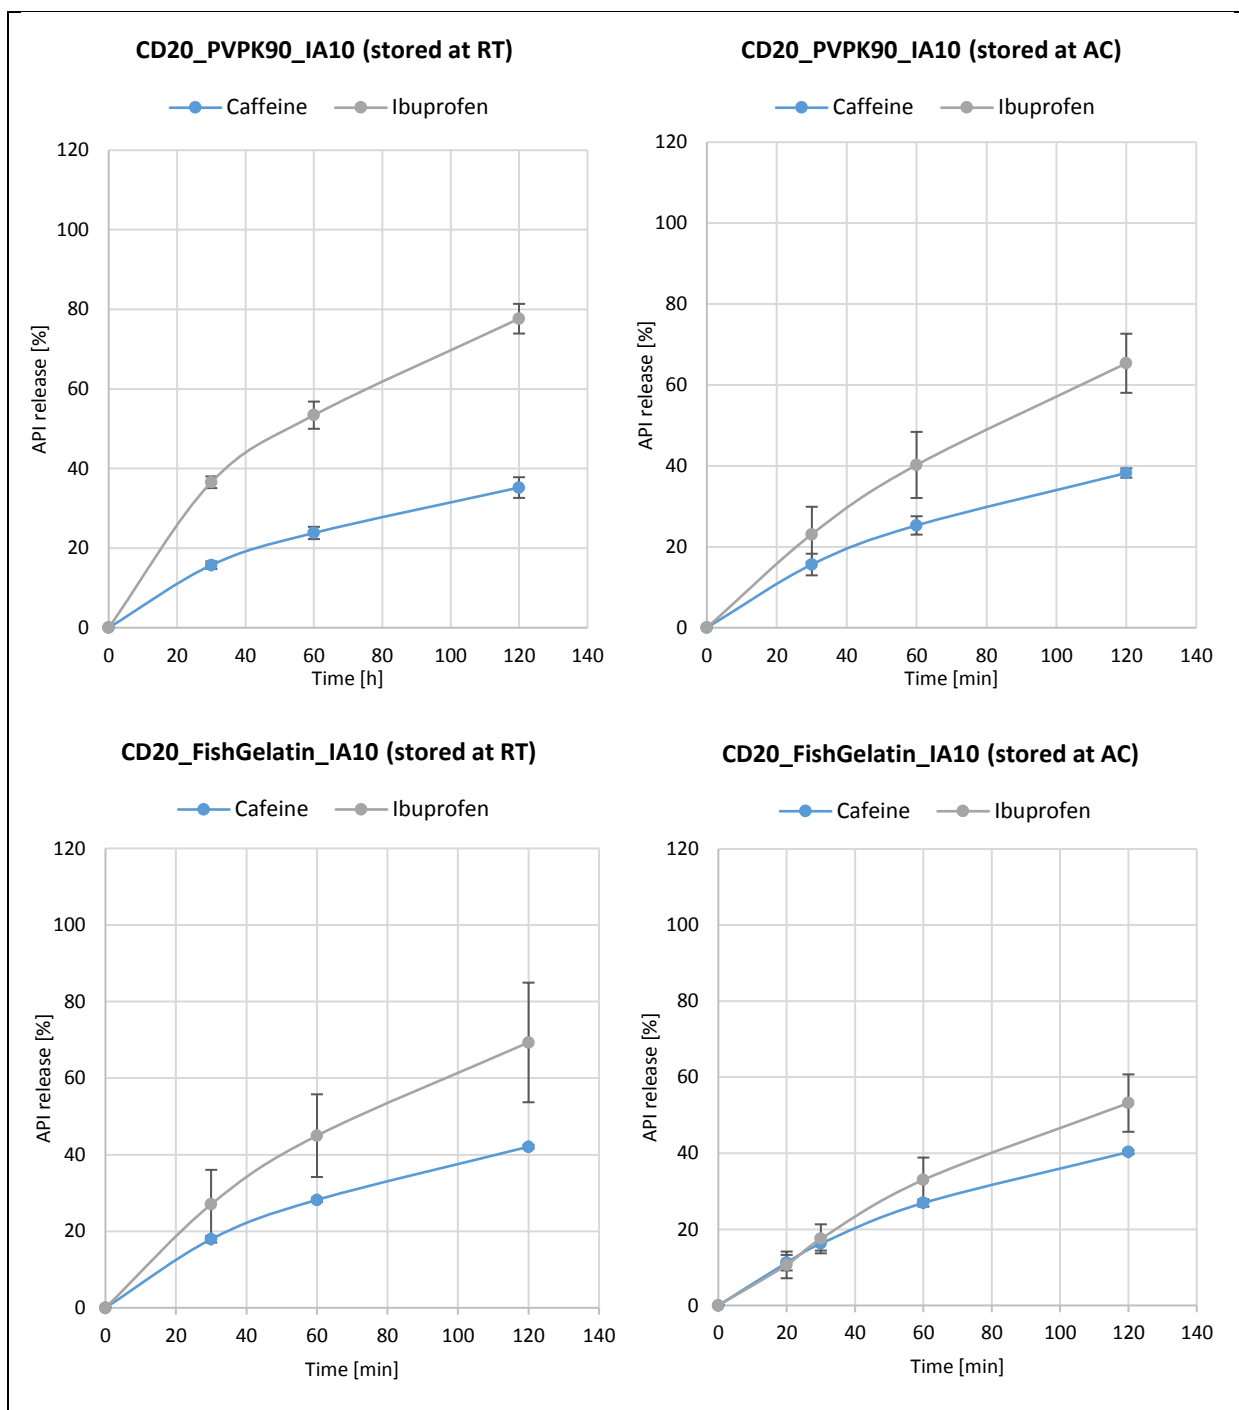 CD20_PVPK90_IA10 (stored at RT)
Caffeine Ibuprofen
120
100
80
60
40
20
0
API release [%]
0 20 40 60 80 100 120 140
Time [h]
CD20_PVPK90_IA10 (stored at AC)
Caffeine Ibuprofen
120
100
80
60
40
20
0
API release [%]
0 20 40 60 80 100 120 140
Time [min]
CD20_FishGelatin_IA10 (stored at RT)
Cafeine Ibuprofen
120
100
80
60
40
20
0
API release [%]
0 20 40 60 80 100 120 140
Time [min]
CD20_FishGelatin_IA10 (stored at AC)
Cafeine Ibuprofen
120
100
80
60
40
20
0
API release [%]
0 20 40 60 80 100 120 140
Time [min]